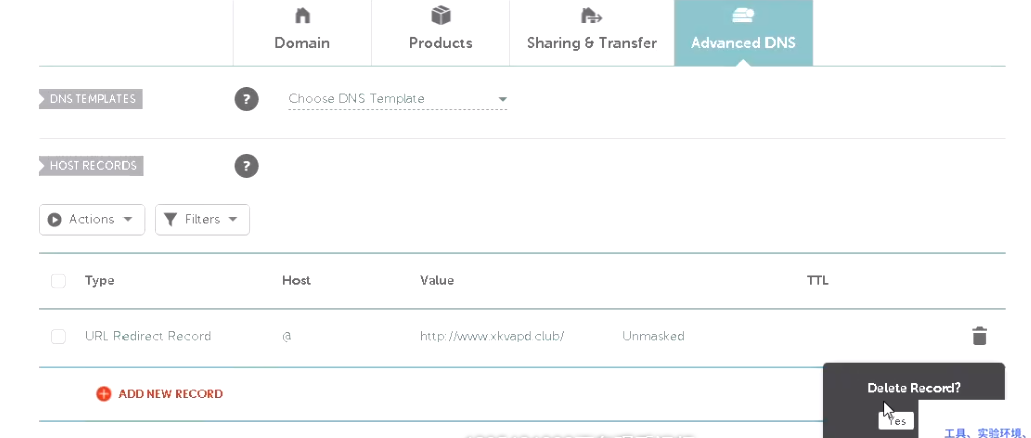 Domain
Products
Sharing & Transfer
Advanced DNS
DNS TEMPLATES
?
Choose DNS Template
HOST RECORDS
?
Actions
Filters
Type Host Value TTL
URL Redirect Record @ http://www.xkvapd.club/ Unmasked
ADD NEW RECORD
Delete Record?
Yes
工具、实验环境、